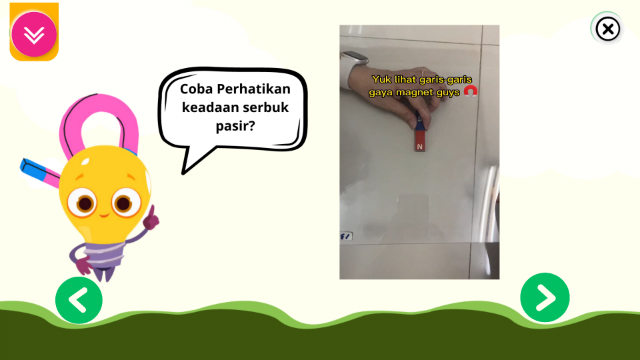 Coba Perhatikan
keadaan serbuk
pasir?
Yuk lihat garis garis
gaya magnet guys
N